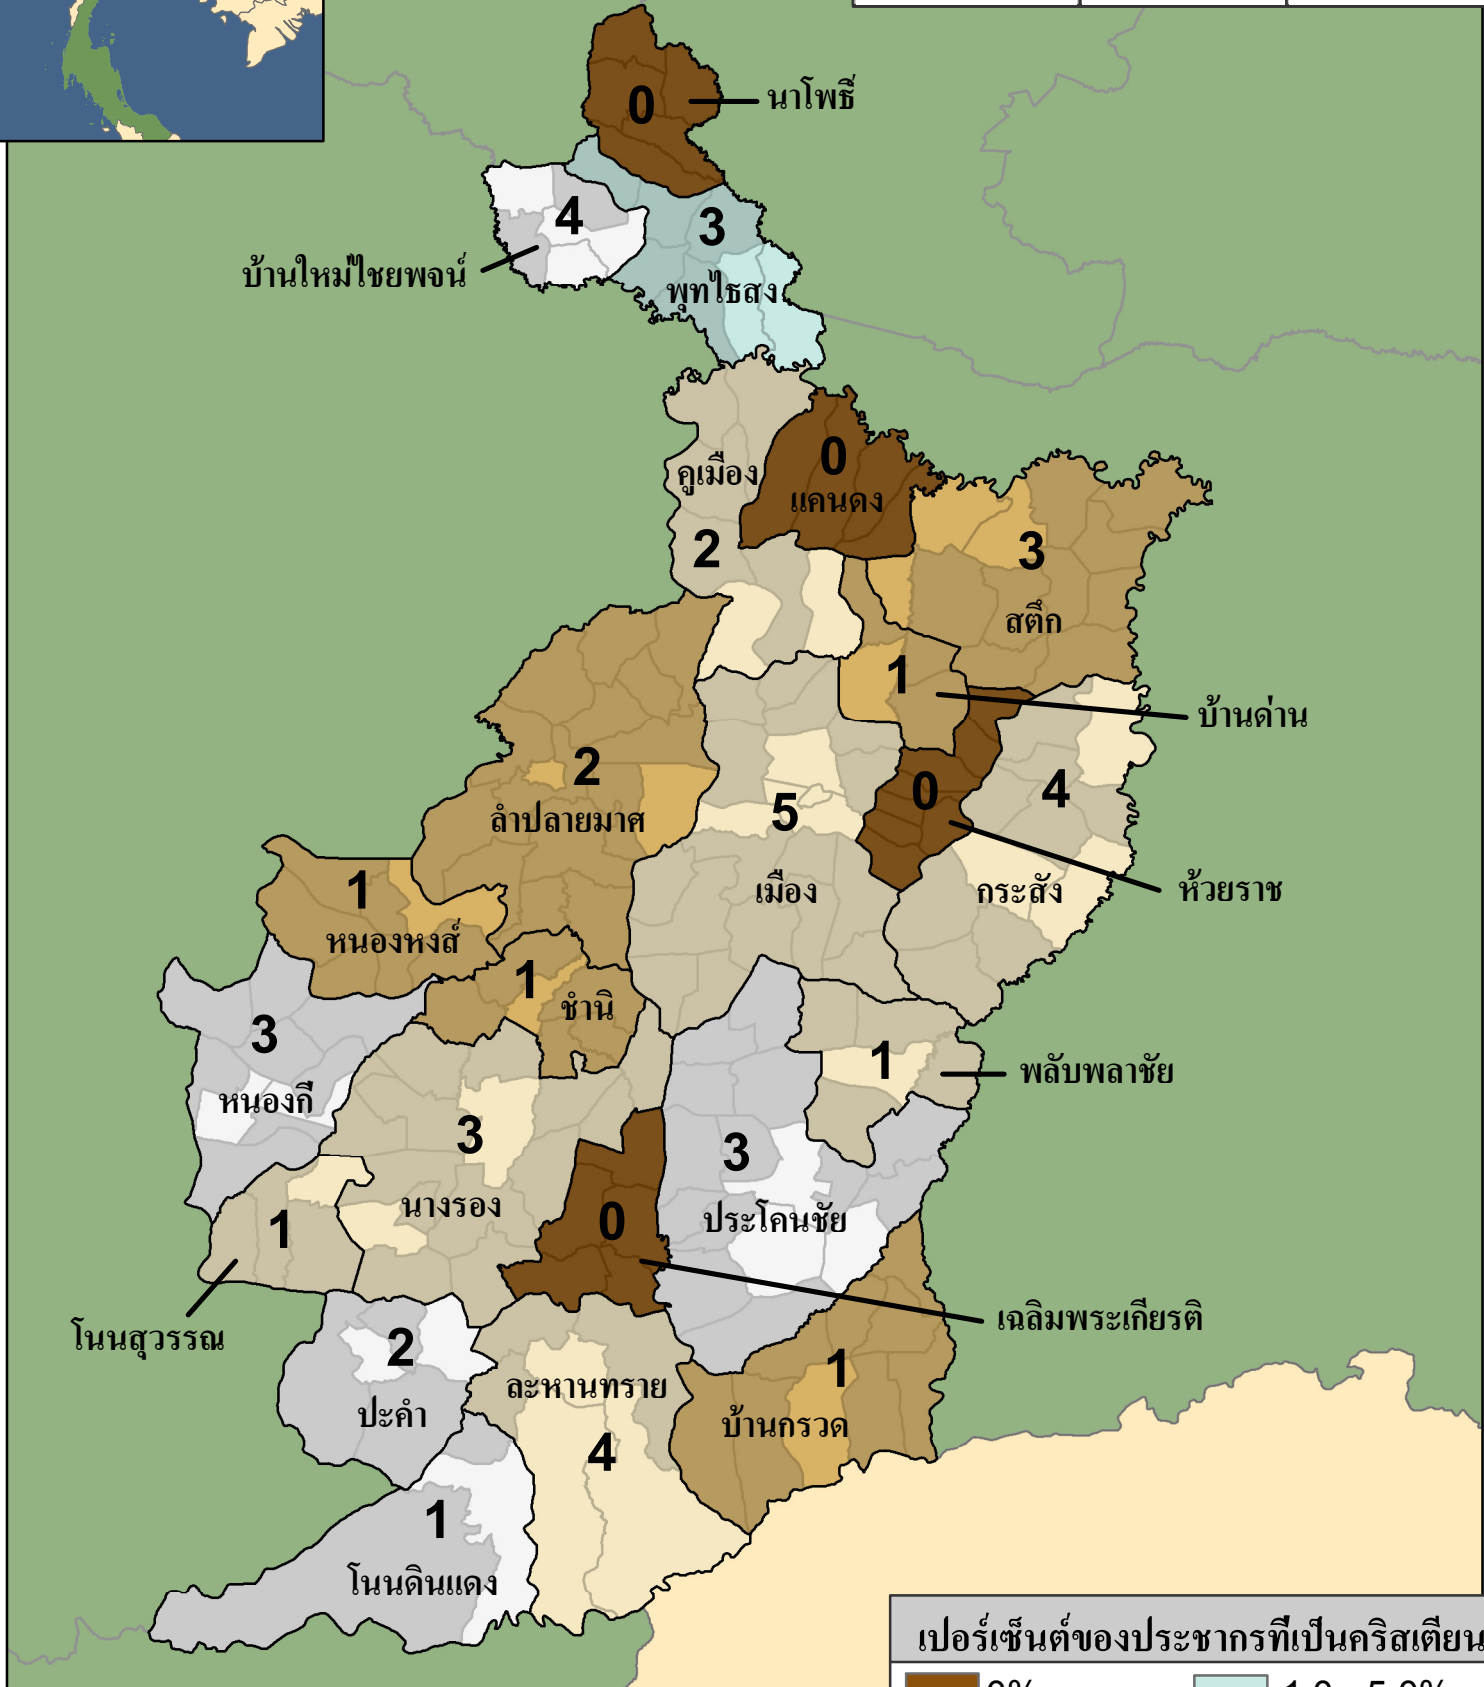 0
นาโพธิ์
4
3
บ้านใหม่ไชยพจน์
พุทไธสง
0
คูเมือง
แคนดง
2
3
สตึก
1
บ้านด่าน
2
0
4
ลำปลายมาศ
5
1
เมือง
กระสัง
ห้วยราช
หนองหงส์
1
ชำนิ
3
1
พลับพลาชัย
หนองกี่
3
3
นางรอง
0
ประโคนชัย
1
เฉลิมพระเกียรติ
โนนสุวรรณ
2
1
ละหานทราย
ปะคำ
บ้านกรวด
4
1
โนนดินแดง
เปอร์เซ็นต์ของประชากรที่เป็นคริสเตียน